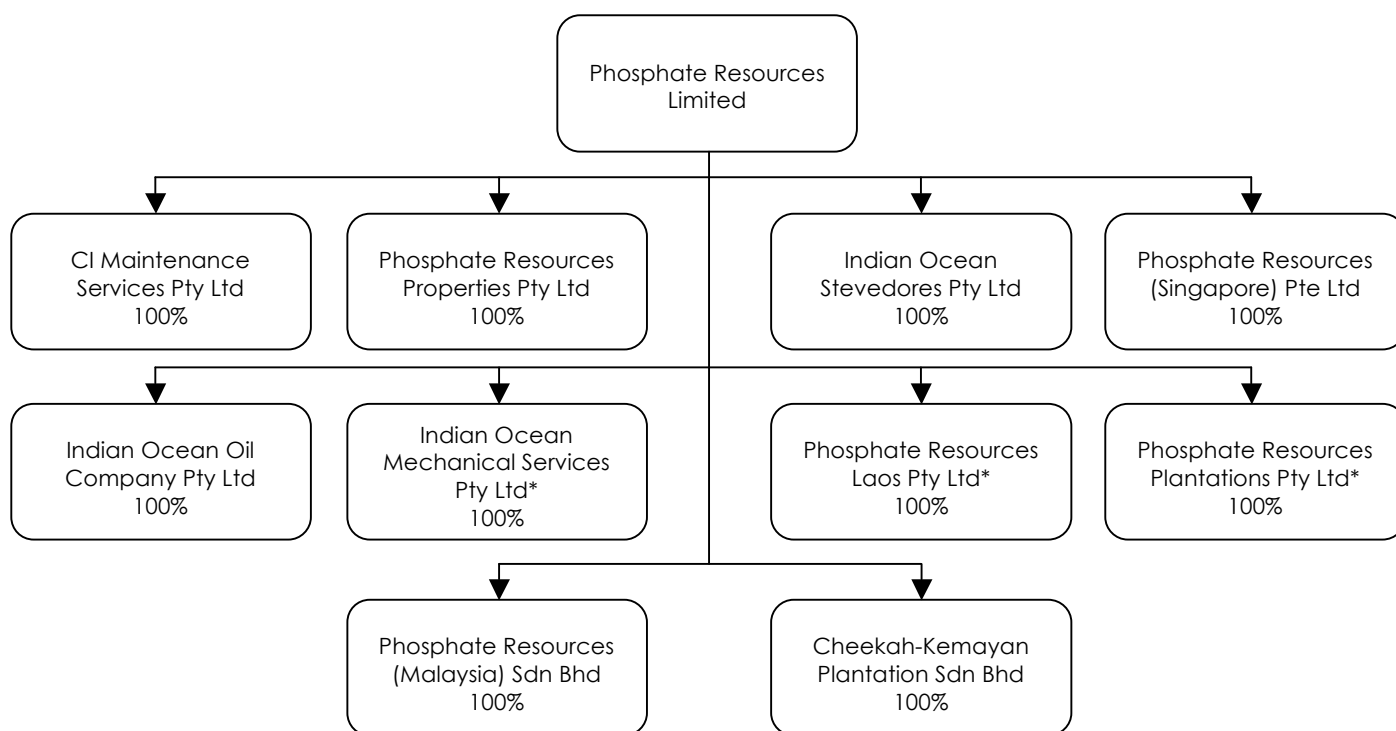 Phosphate Resources
Limited
CI Maintenance
Services Pty Ltd
100%
Phosphate Resources
Properties Pty Ltd
100%
Indian Ocean
Stevedores Pty Ltd
100%
Phosphate Resources
(Singapore) Pte Ltd
100%
Indian Ocean Oil
Company Pty Ltd
100%
Indian Ocean
Mechanical Services
Pty Ltd*
100%
Phosphate Resources
Laos Pty Ltd*
100%
Phosphate Resources
Plantations Pty Ltd*
100%
Phosphate Resources
(Malaysia) Sdn Bhd
100%
Cheekah-Kemayan
Plantation Sdn Bhd
100%